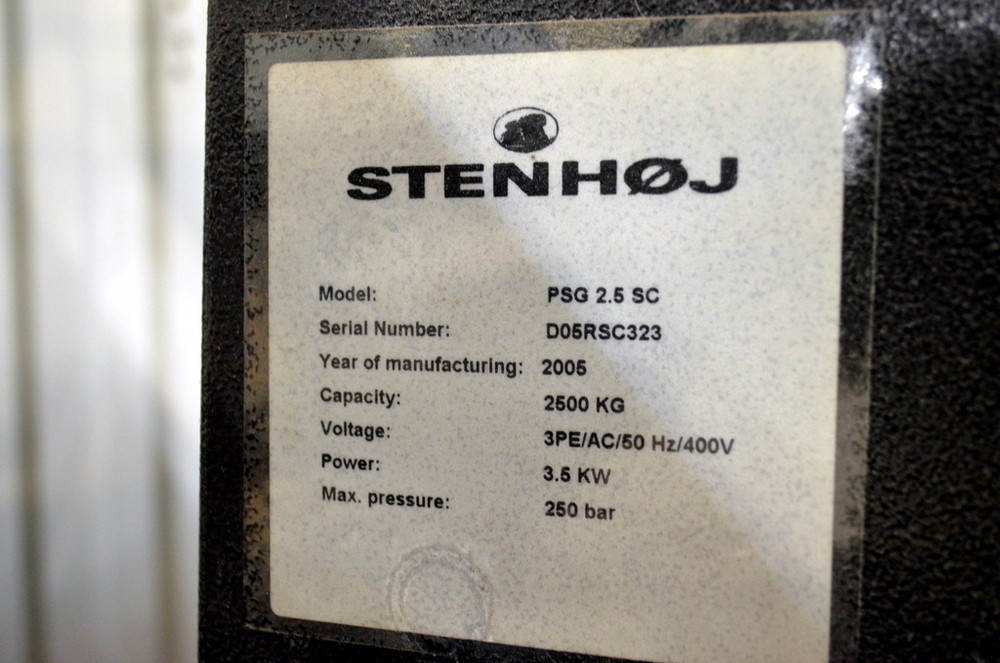 STENHØJ
Model: PSG 2.5 SC
Serial Number: D05RSC323
Year of manufacturing: 2005
Capacity: 2500 KG
Voltage: 3PE/AC/50 Hz/400V
Power: 3.5 KW
Max. pressure: 250 bar